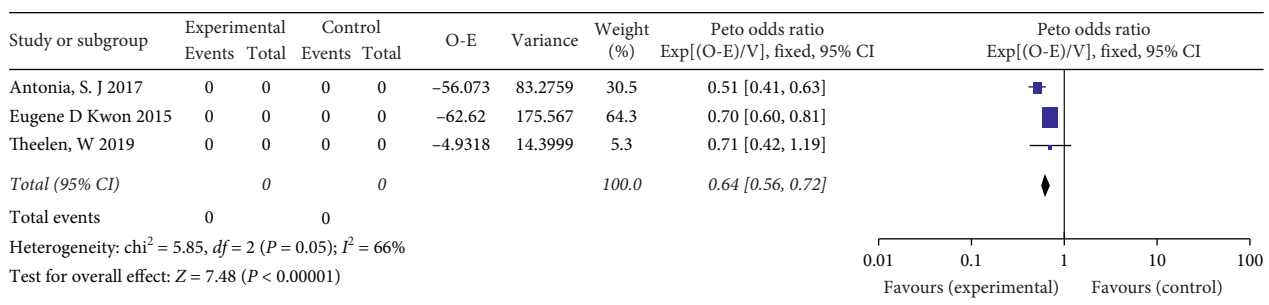 Study or subgroup Experimental Control O-E Variance Weight (%) Peto odds ratio Exp[(O-E)/V], fixed, 95% CI Peto odds ratio Exp[(O-E)/V], fixed, 95% CI
Events Total Events Total
Antonia, S. J 2017 0 0 0 0 –56.073 83.2759 30.5 0.51 [0.41, 0.63]
Eugene D Kwon 2015 0 0 0 0 –62.62 175.567 64.3 0.70 [0.60, 0.81]
Theelen, W 2019 0 0 0 0 –4.9318 14.3999 5.3 0.71 [0.42, 1.19]
Total (95% CI) 0 0 100.0 0.64 [0.56, 0.72]
Total events 0 0
Heterogeneity: chi² = 5.85, df = 2 (P = 0.05); I² = 66%
Test for overall effect: Z = 7.48 (P < 0.00001)
0.01 0.1 1 10 100
Favours (experimental) Favours (control)